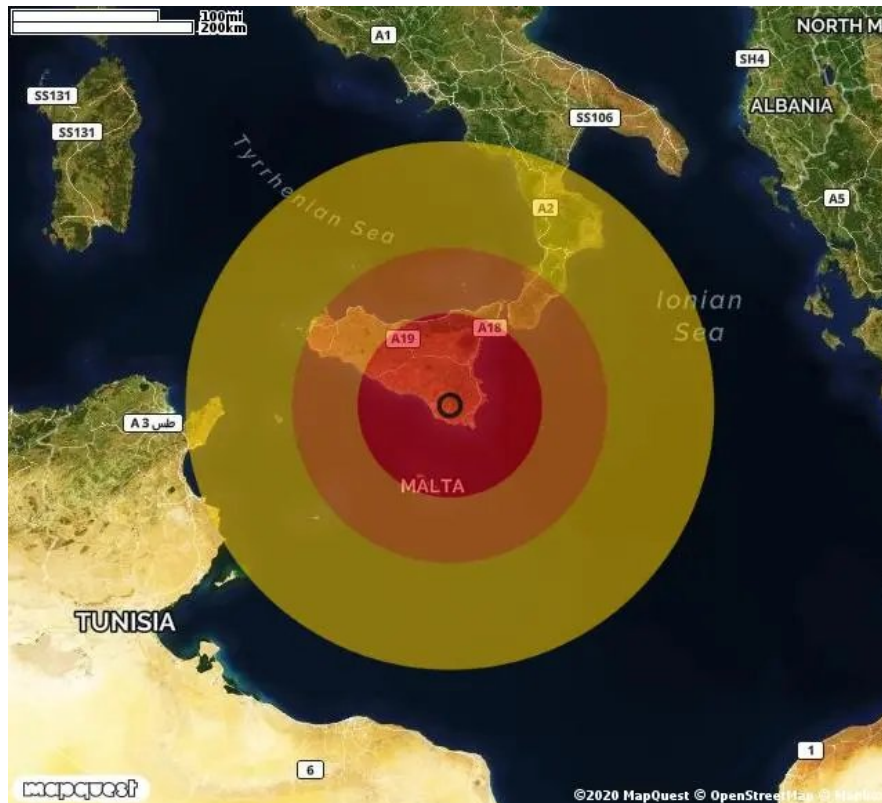 100mi
200km
A1
NORTH M
SH4
SS131
SS131
SS106
ALBANIA
Tyrrhenian Sea
A2
A5
Ionian
Sea
A18
A19
A 3 طس
MALTA
TUNISIA
6
1
mapquest
©2020 MapQuest © OpenStreetMap © Mapbox